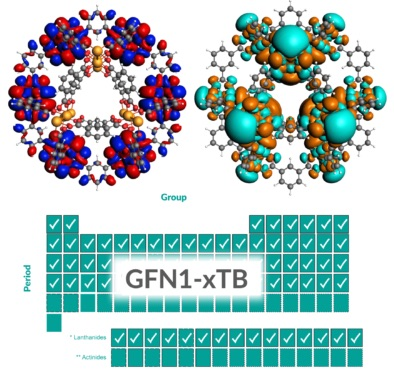 Group
Period
GFN1-xTB
* Lanthanides
** Actinides